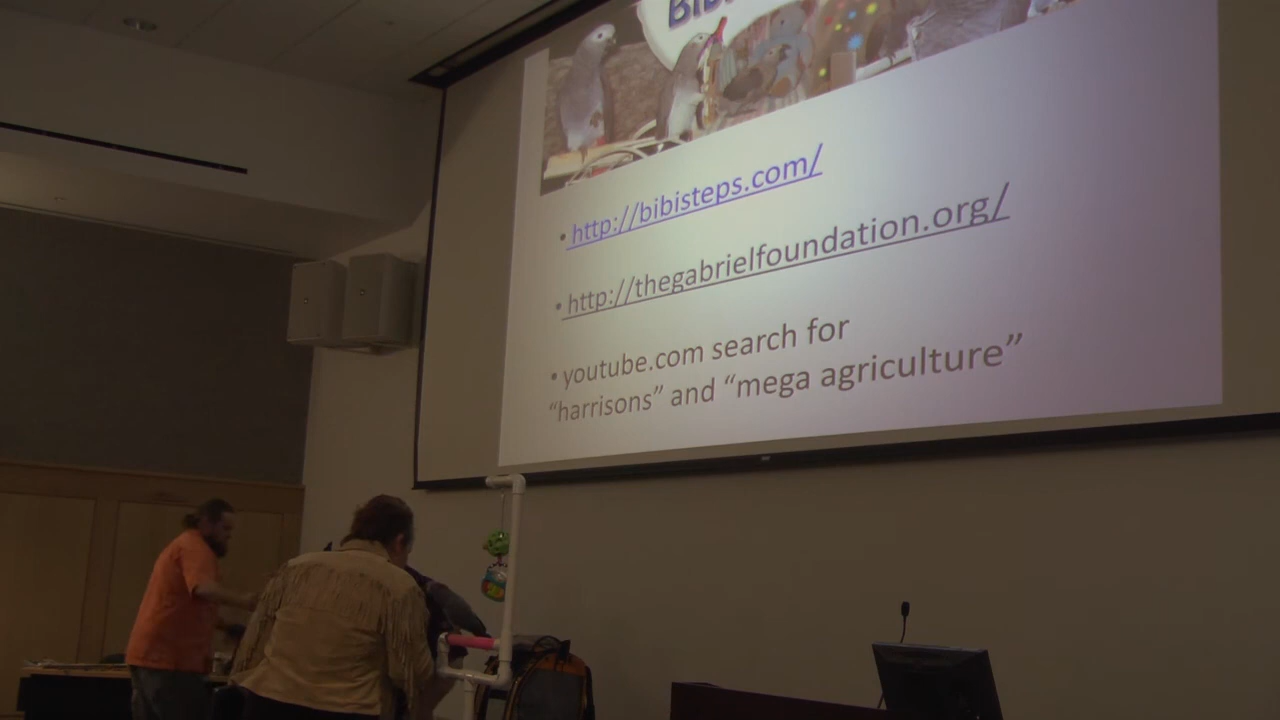 • http://bibisteps.com/
• http://thegabrielfoundation.org/
• youtube.com search for
“harrisons” and “mega agriculture”